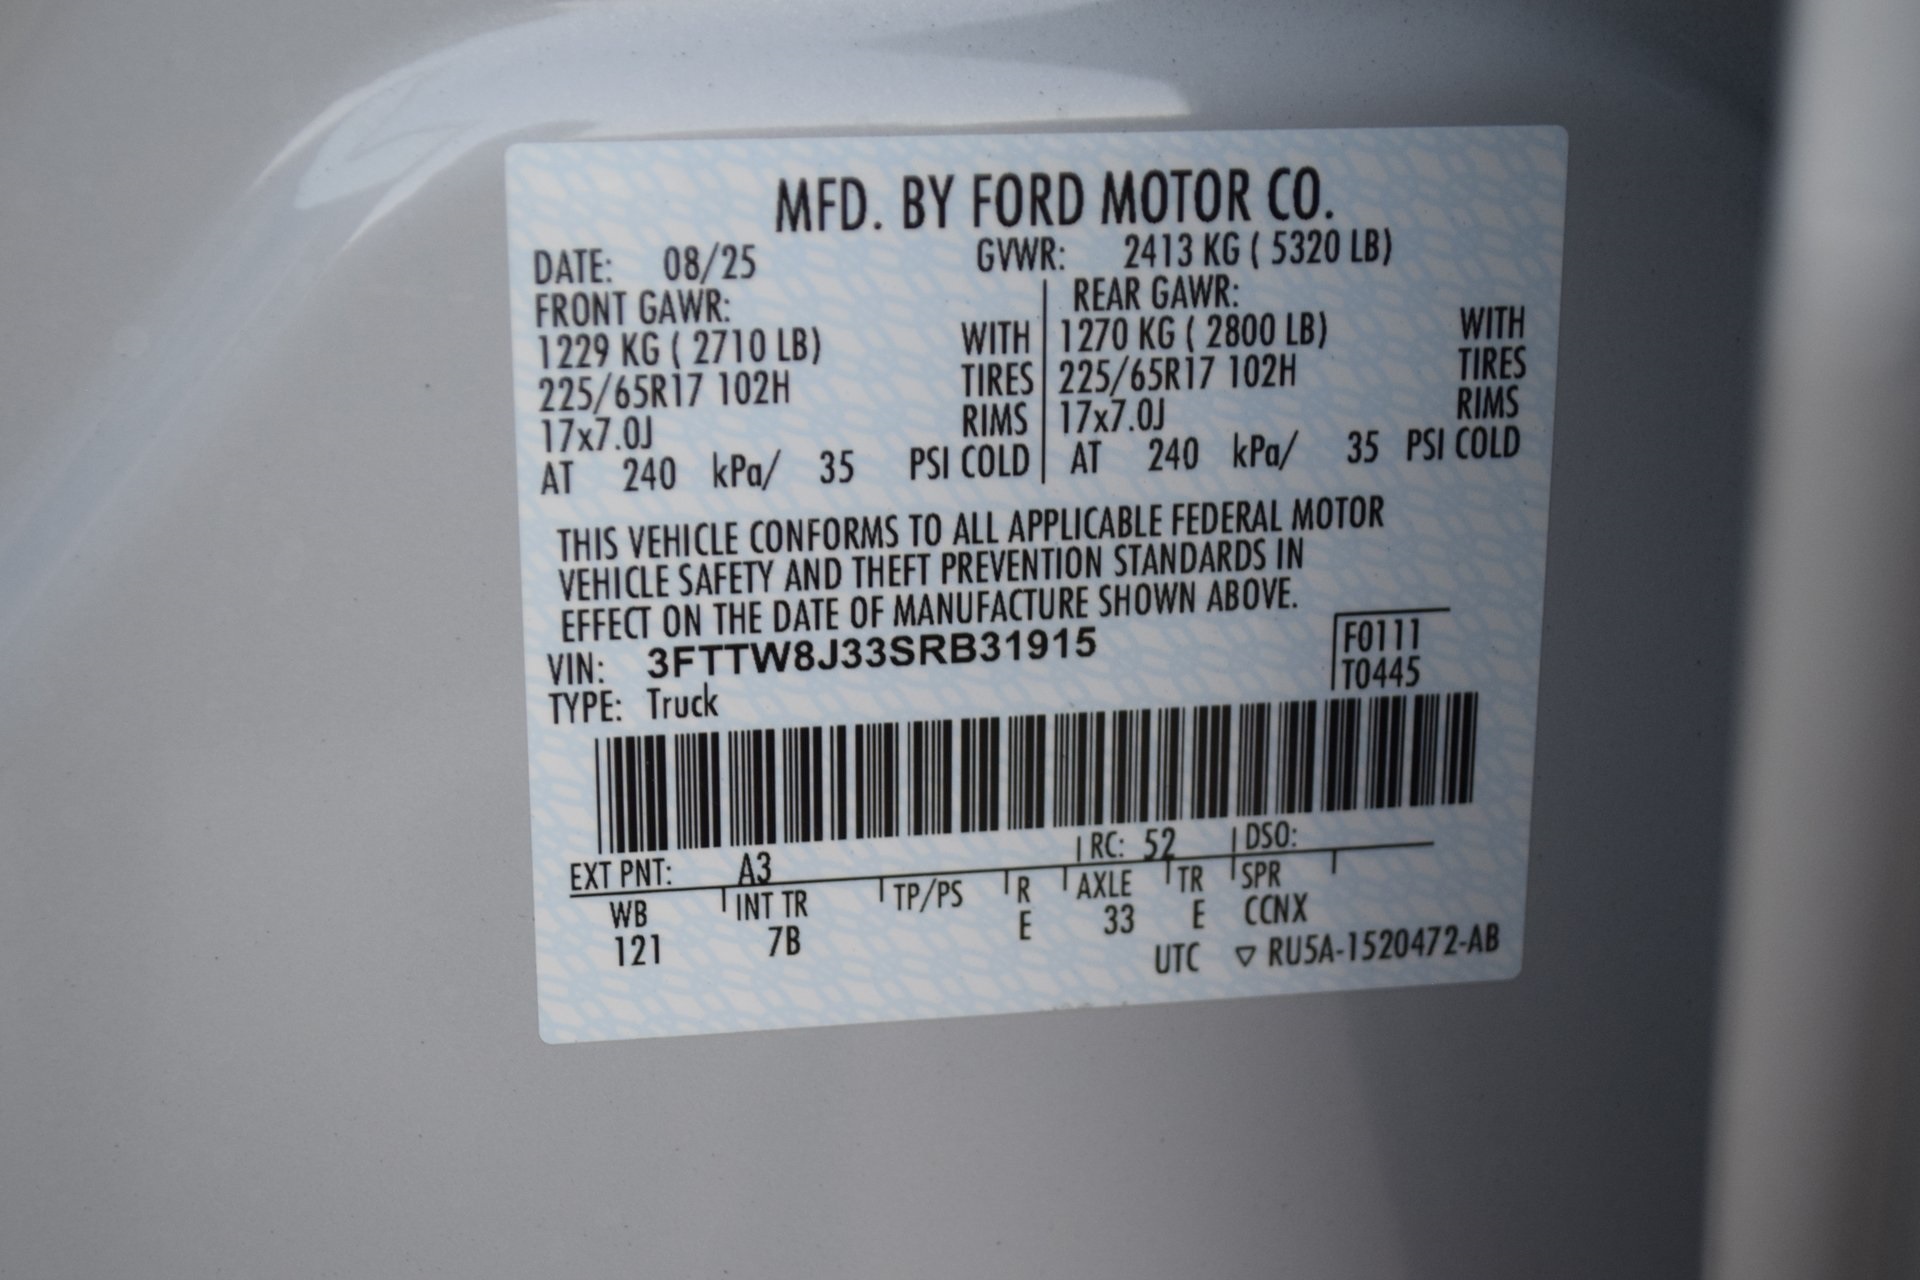 MFD. BY FORD MOTOR CO.
DATE: 08/25 GVWR: 2413 KG ( 5320 LB)
FRONT GAWR: REAR GAWR:
1229 KG ( 2710 LB) WITH 1270 KG ( 2800 LB) WITH
225/65R17 102H TIRES 225/65R17 102H TIRES
17x7.0J RIMS 17x7.0J RIMS
AT 240 kPa/ 35 PSI COLD AT 240 kPa/ 35 PSI COLD
THIS VEHICLE CONFORMS TO ALL APPLICABLE FEDERAL MOTOR
VEHICLE SAFETY AND THEFT PREVENTION STANDARDS IN
EFFECT ON THE DATE OF MANUFACTURE SHOWN ABOVE.
VIN: 3FTTW8J33SRB31915 F0111
TYPE: Truck T0445
EXT PNT: A3 RC: 52 DSO:
WB INT TR TP/PS R AXLE TR SPR
121 7B E 33 E CCNX
UTC ▽ RU5A-1520472-AB